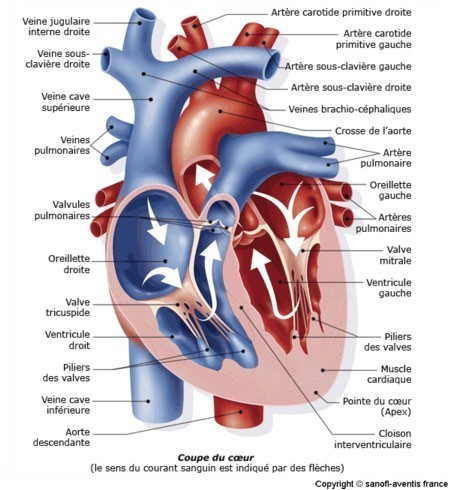 Veine jugulaire
interne droite
Veine sous-
clavière droite
Veine cave
supérieure
Veines
pulmonaires
Valvules
pulmonaires
Oreillette
droite
Valve
tricuspide
Ventricule
droit
Piliers
des valves
Veine cave
inférieure
Aorte
descendante
Artère carotide primitive droite
Artère carotide
primitive gauche
Artère sous-clavière gauche
Artère sous-clavière droite
Veines brachio-céphaliques
Crosse de l'aorte
Artère
pulmonaire
Oreillette
gauche
Artères
pulmonaires
Valve
mitrale
Ventricule
gauche
Piliers
des valves
Muscle
cardiaque
Pointe du cœur
(Apex)
Cloison
interventriculaire
Coupe du cœur
(le sens du courant sanguin est indiqué par des flèches)
Copyright © sanofi-aventis france